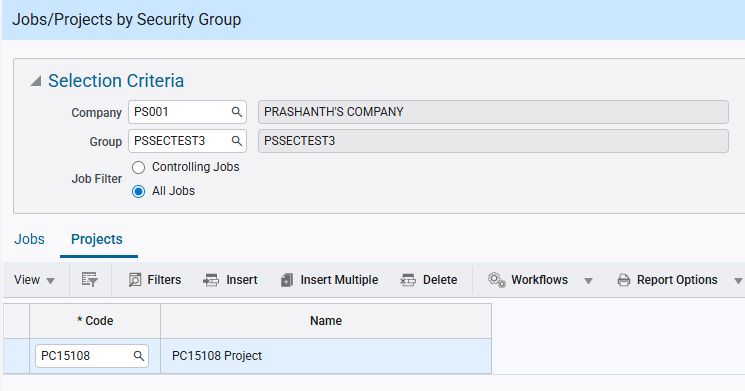 Jobs/Projects by Security Group
Selection Criteria
Company PS001 PRASHANTH'S COMPANY
Group PSSECTEST3 PSSECTEST3
Job Filter
Controlling Jobs
All Jobs
Jobs Projects
View Filters Insert Insert Multiple Delete Workflows Report Options
* Code Name
PC15108 PC15108 Project